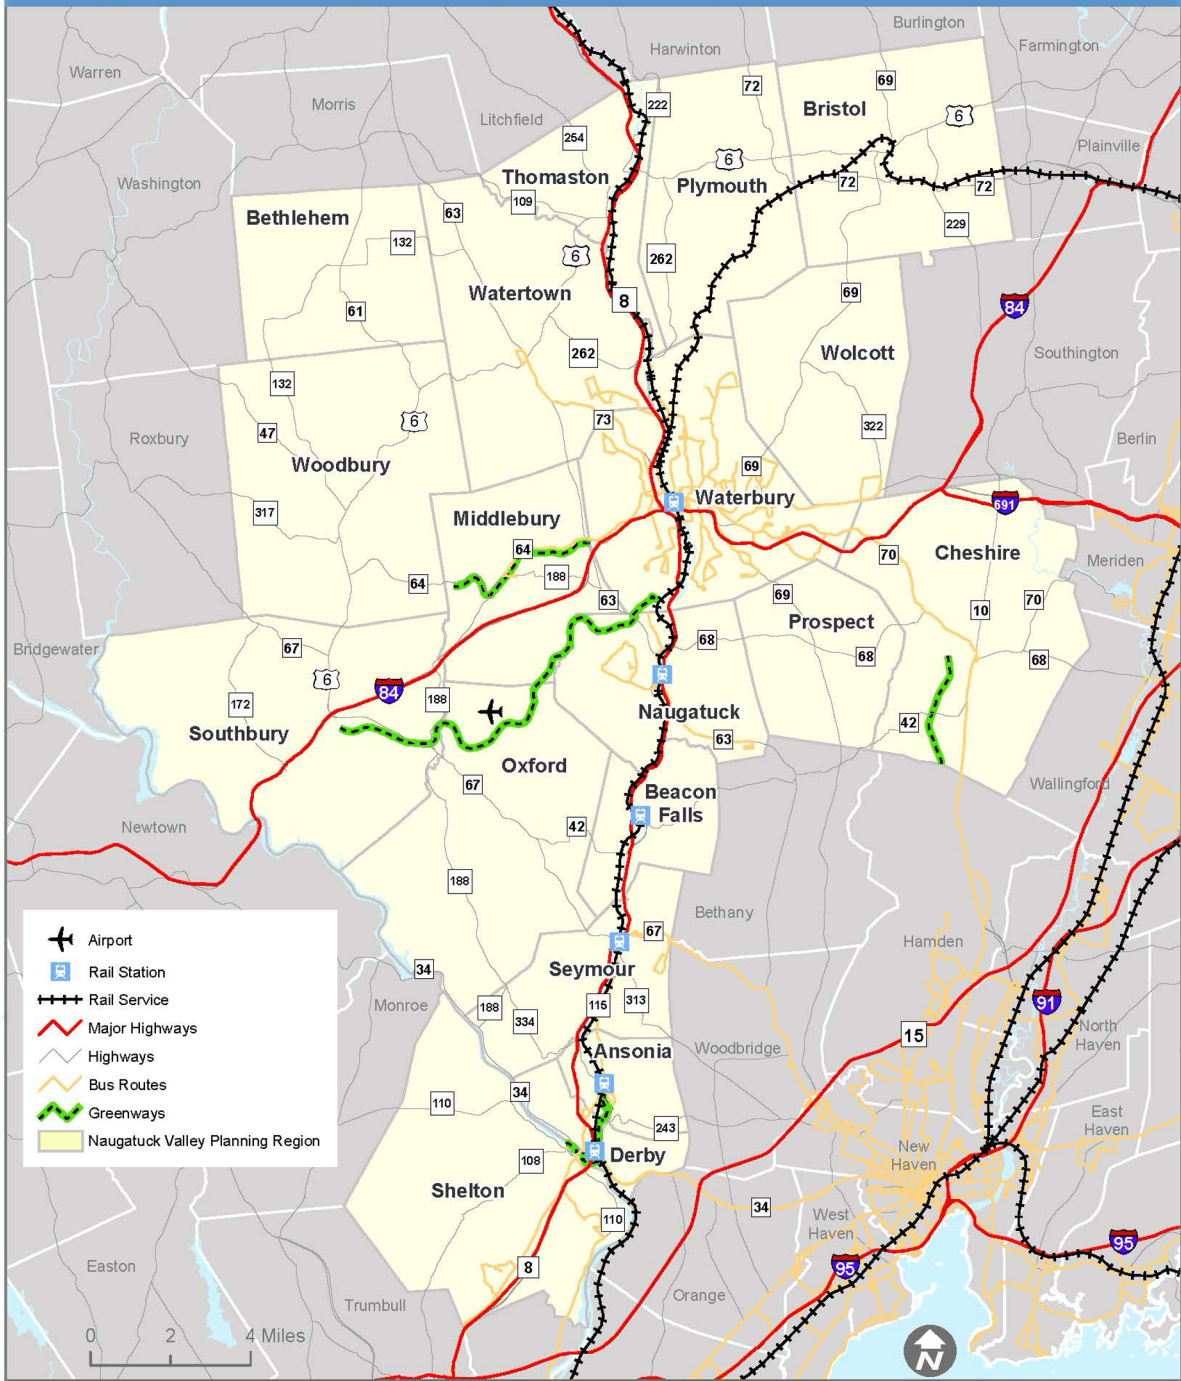 Burlington
Harwinton
Farmington
Warren
69
72
Morris
222
Bristol
Litchfield
6
254
Plainville
6
Thomaston
Plymouth
72
72
Washington
109
Bethlehem
63
229
132
6
262
Watertown
69
8
84
61
262
Wolcott
Southington
132
6
73
47
322
Roxbury
Berlin
Woodbury
69
Waterbury
317
691
Middlebury
64
70
Cheshire
Meriden
64
188
69
63
10
70
Prospect
68
67
68
68
Bridgewater
6
84
188
172
Naugatuck
42
Southbury
63
Oxford
67
Beacon
Falls
Wallingford
42
Newtown
188
Bethany
67
Hamden
34
Seymour
Monroe
188
115
313
91
334
15
North
Haven
Ansonia
Woodbridge
34
110
East
Haven
243
New
Haven
108
Derby
Shelton
34
110
West
Haven
95
8
95
Easton
Orange
Trumbull
Airport
Rail Station
Rail Service
Major Highways
Highways
Bus Routes
Greenways
Naugatuck Valley Planning Region
0 2 4 Miles
N